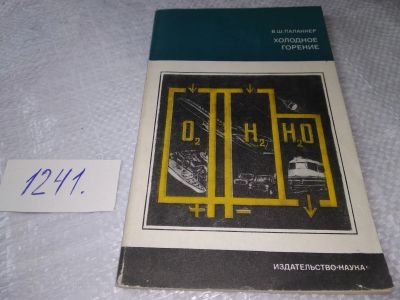 В.Ш.ПАЛАНКЕР
ХОЛОДНОЕ
ГОРЕНИЕ
O₂ H₂ H₂O
+ −
ИЗДАТЕЛЬСТВО·НАУКА·
1241.